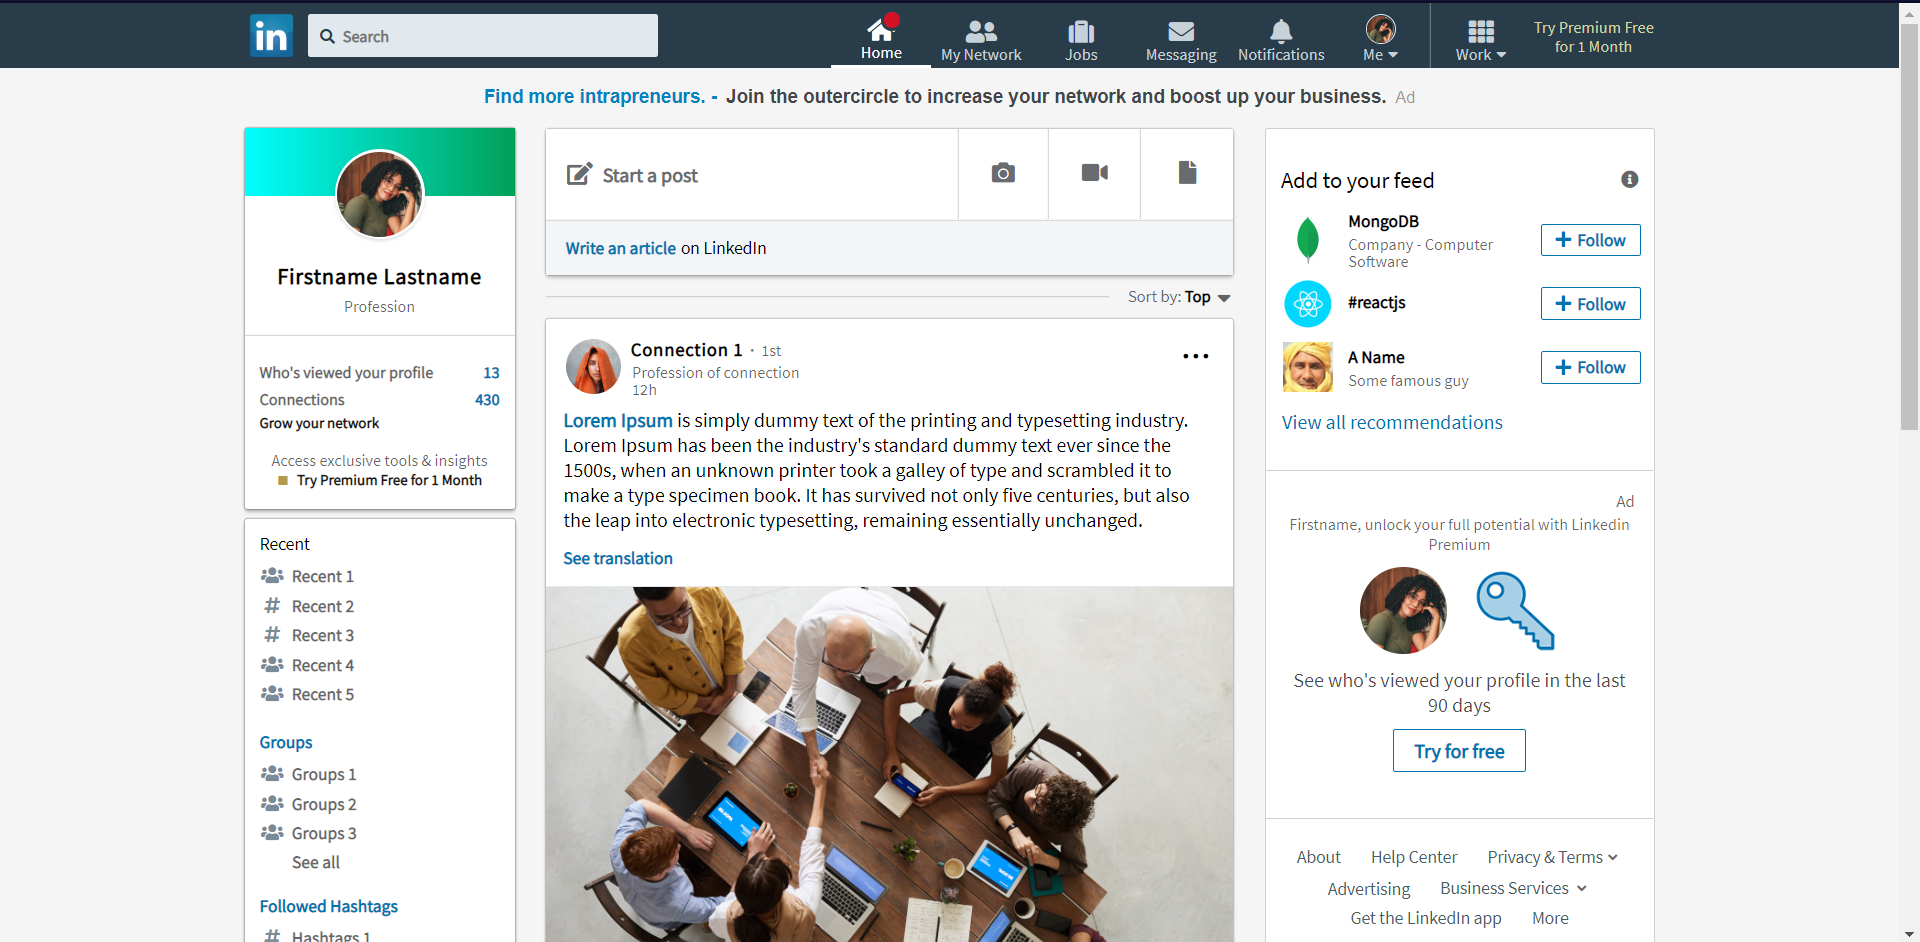 in
Search
Home
My Network
Jobs
Messaging
Notifications
Me
Work
Try Premium Free
for 1 Month
Find more intrapreneurs. - Join the outercircle to increase your network and boost up your business. Ad
Firstname Lastname
Profession
Who's viewed your profile 13
Connections 430
Grow your network
Access exclusive tools & insights
Try Premium Free for 1 Month
Recent
Recent 1
# Recent 2
# Recent 3
Recent 4
Recent 5
Groups
Groups 1
Groups 2
Groups 3
See all
Followed Hashtags
# Hashtags 1
Start a post
Write an article on LinkedIn
Sort by: Top
Connection 1 · 1st
Profession of connection
12h
Lorem Ipsum is simply dummy text of the printing and typesetting industry.
Lorem Ipsum has been the industry's standard dummy text ever since the
1500s, when an unknown printer took a galley of type and scrambled it to
make a type specimen book. It has survived not only five centuries, but also
the leap into electronic typesetting, remaining essentially unchanged.
See translation
Add to your feed
MongoDB
Company - Computer
Software
+ Follow
#reactjs
+ Follow
A Name
Some famous guy
+ Follow
View all recommendations
Ad
Firstname, unlock your full potential with Linkedin
Premium
See who's viewed your profile in the last
90 days
Try for free
About Help Center Privacy & Terms
Advertising Business Services
Get the LinkedIn app More